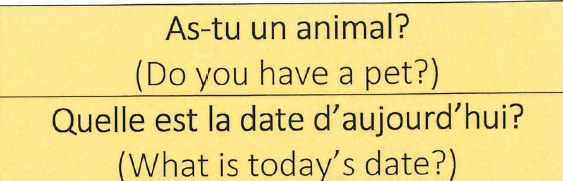 As-tu un animal?
(Do you have a pet?)
Quelle est la date d’aujourd’hui?
(What is today’s date?)